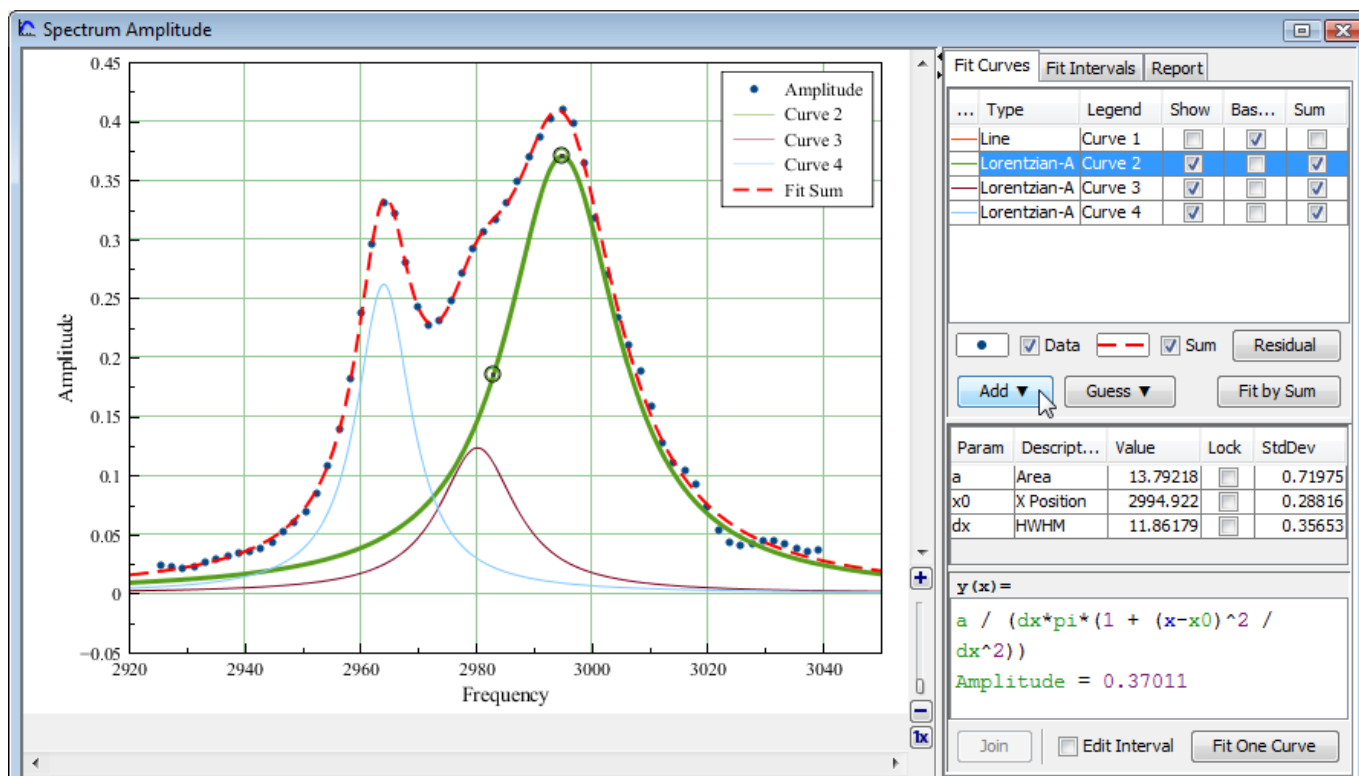 Spectrum Amplitude
0.45
0.4
0.35
0.3
0.25
0.2
0.15
0.1
0.05
0
−0.05
Amplitude
2920 2940 2960 2980 3000 3020 3040
Frequency
Amplitude
Curve 2
Curve 3
Curve 4
Fit Sum
+
−
1x
Fit Curves Fit Intervals Report
... Type Legend Show Bas... Sum
Line Curve 1
Lorentzian-A Curve 2
Lorentzian-A Curve 3
Lorentzian-A Curve 4
Data Sum Residual
Add ▼ Guess ▼ Fit by Sum
Param Descript... Value Lock StdDev
a Area 13.79218 0.71975
x0 X Position 2994.922 0.28816
dx HWHM 11.86179 0.35653
y(x)=
a / (dx*pi*(1 + (x-x0)^2 /
dx^2))
Amplitude = 0.37011
Join Edit Interval Fit One Curve